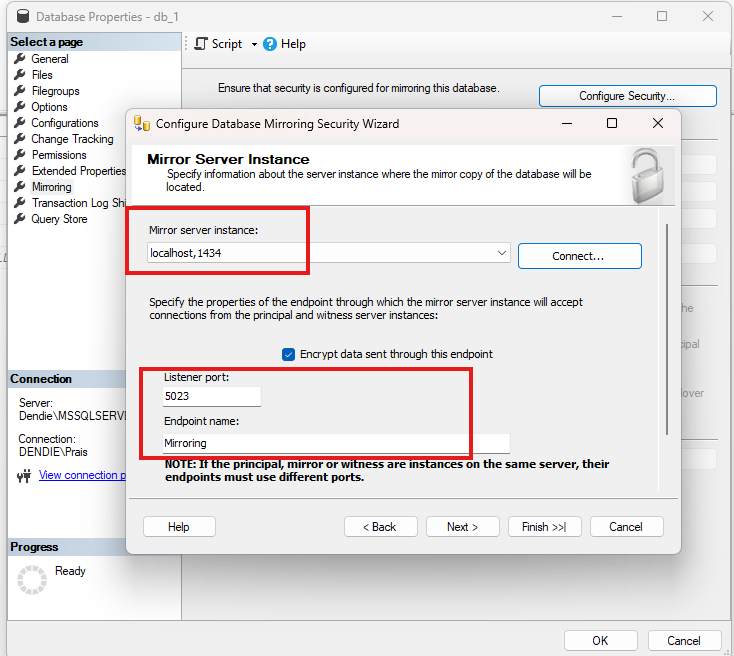 Database Properties - db_1
Select a page
General
Files
Filegroups
Options
Configurations
Change Tracking
Permissions
Extended Properties
Mirroring
Transaction Log Shi
Query Store
Script
Help
Ensure that security is configured for mirroring this database.
Configure Security...
Configure Database Mirroring Security Wizard
Mirror Server Instance
Specify information about the server instance where the mirror copy of the database will be
located.
Mirror server instance:
localhost,1434
Connect...
Specify the properties of the endpoint through which the mirror server instance will accept
connections from the principal and witness server instances:
Encrypt data sent through this endpoint
Listener port:
5023
Endpoint name:
Mirroring
NOTE: If the principal, mirror or witness are instances on the same server, their
endpoints must use different ports.
Help
< Back
Next >
Finish >>|
Cancel
he
ipal
lover
Connection
Server:
Dendie\MSSQLSERVE
Connection:
DENDIE\Prais
View connection p
Progress
Ready
OK
Cancel